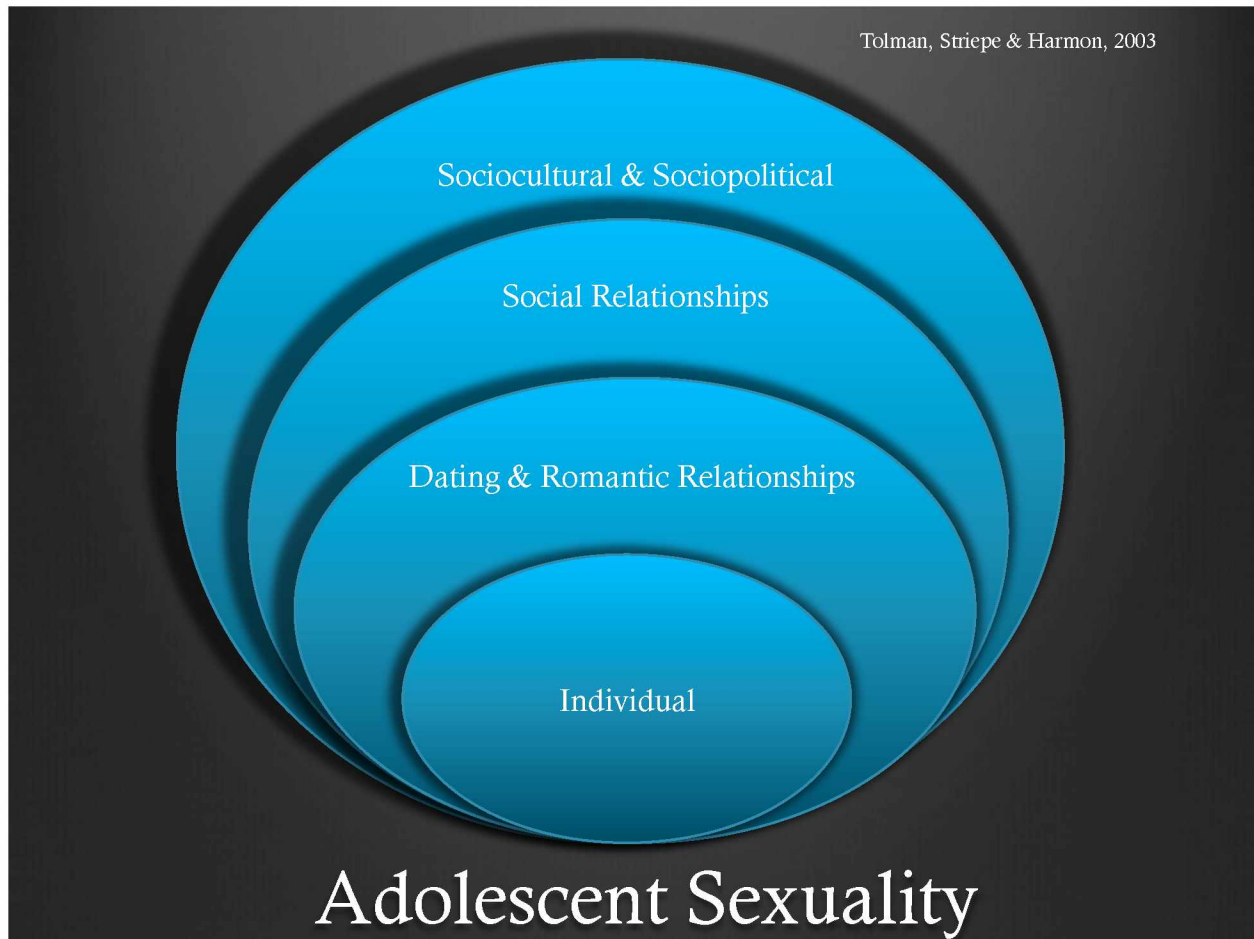 Tolman, Striepe & Harmon, 2003
Sociocultural & Sociopolitical
Social Relationships
Dating & Romantic Relationships
Individual
Adolescent Sexuality